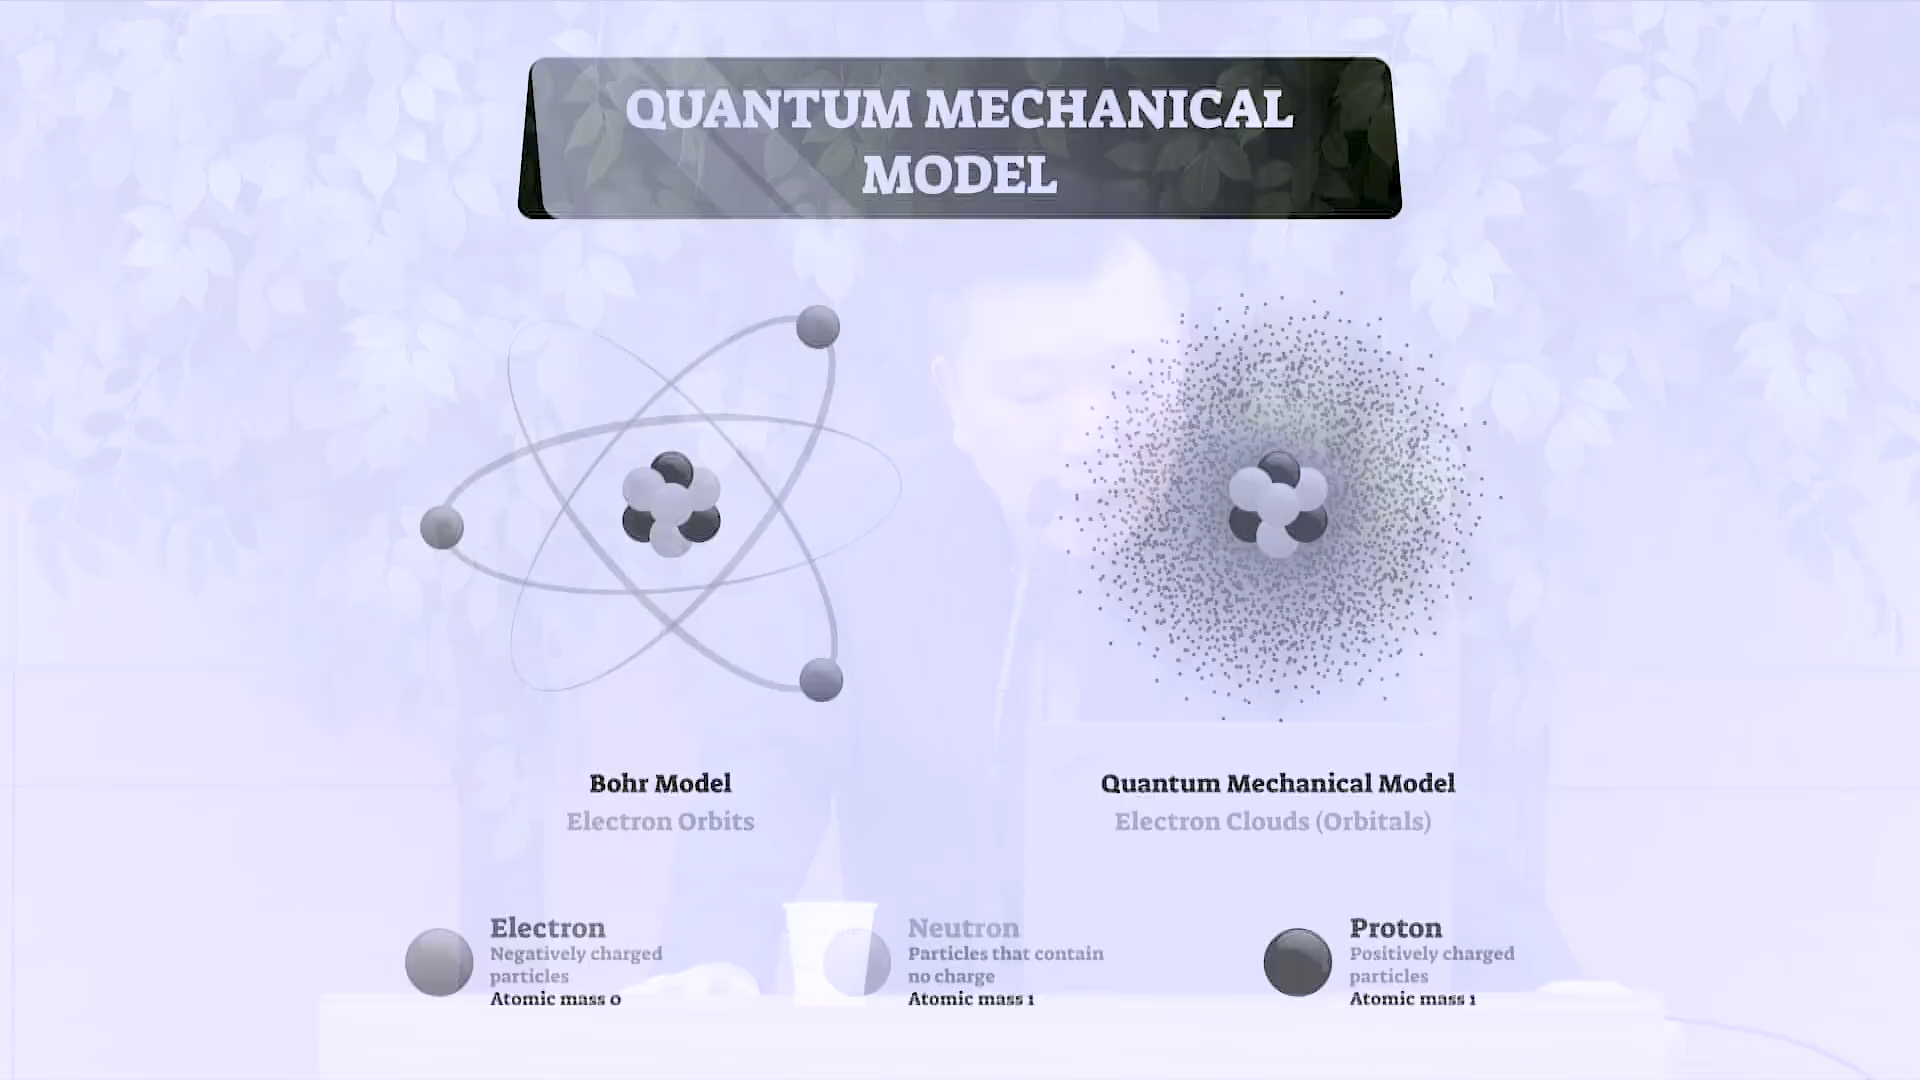 QUANTUM MECHANICAL
MODEL
Bohr Model
Electron Orbits
Quantum Mechanical Model
Electron Clouds (Orbitals)
Electron
Negatively charged
particles
Atomic mass 0
Neutron
Particles that contain
no charge
Atomic mass 1
Proton
Positively charged
particles
Atomic mass 1